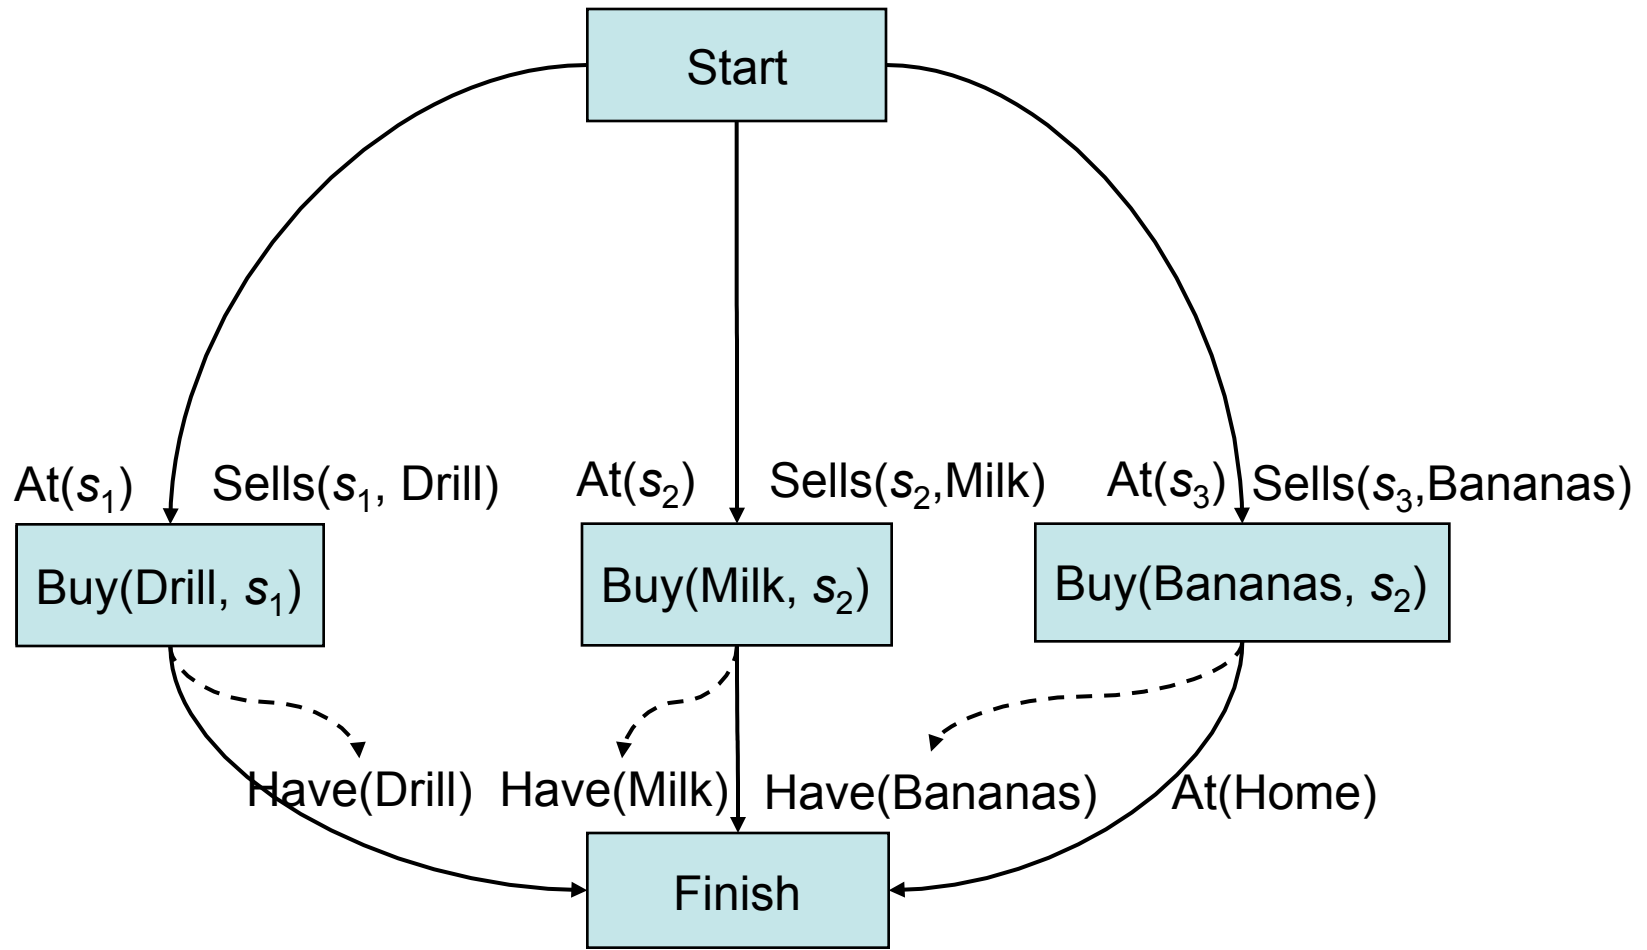 Start
At(s₁) Sells(s₁, Drill) At(s₂) Sells(s₂,Milk) At(s₃) Sells(s₃,Bananas)
Buy(Drill, s₁) Buy(Milk, s₂) Buy(Bananas, s₂)
Have(Drill) Have(Milk) Have(Bananas) At(Home)
Finish